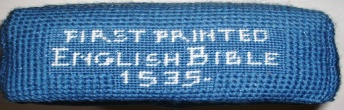 FIRST PRINTED
ENGLISH BIBLE
1535.